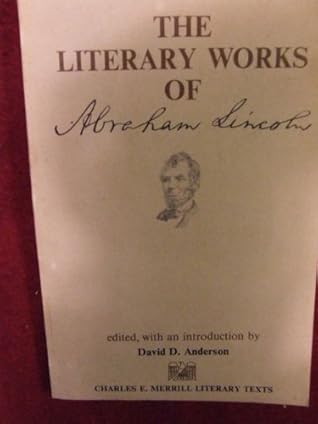 THE
LITERARY WORKS
OF
Abraham Lincoln
edited, with an introduction by
David D. Anderson
CHARLES E. MERRILL LITERARY TEXTS